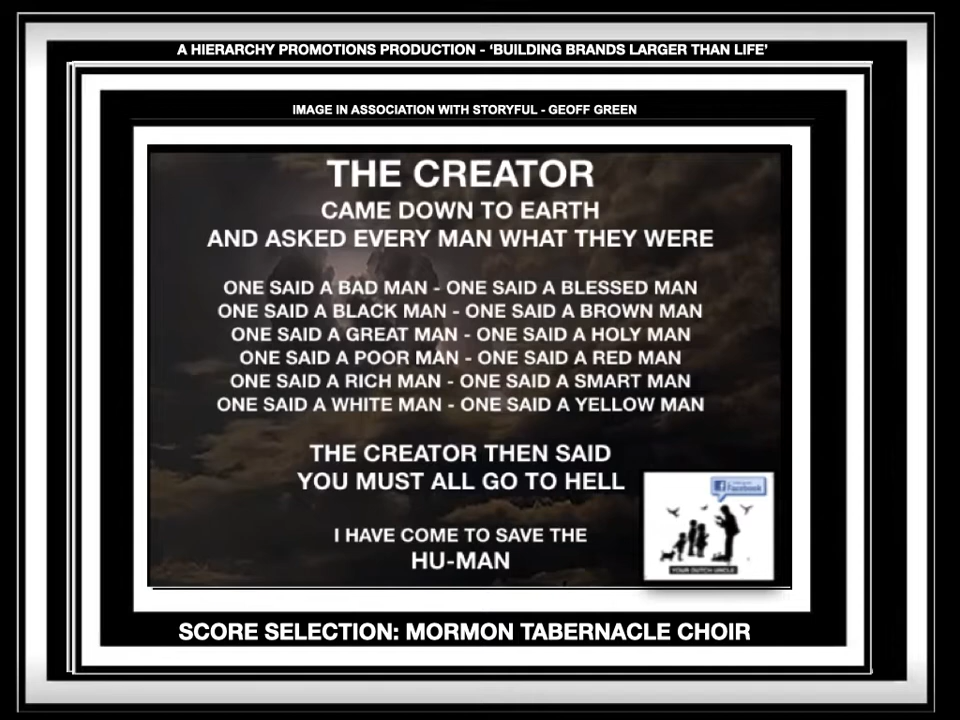 A HIERARCHY PROMOTIONS PRODUCTION - ‘BUILDING BRANDS LARGER THAN LIFE’
IMAGE IN ASSOCIATION WITH STORYFUL - GEOFF GREEN
THE CREATOR
CAME DOWN TO EARTH
AND ASKED EVERY MAN WHAT THEY WERE
ONE SAID A BAD MAN - ONE SAID A BLESSED MAN
ONE SAID A BLACK MAN - ONE SAID A BROWN MAN
ONE SAID A GREAT MAN - ONE SAID A HOLY MAN
ONE SAID A POOR MAN - ONE SAID A RED MAN
ONE SAID A RICH MAN - ONE SAID A SMART MAN
ONE SAID A WHITE MAN - ONE SAID A YELLOW MAN
THE CREATOR THEN SAID
YOU MUST ALL GO TO HELL
I HAVE COME TO SAVE THE
HU-MAN
Facebook
YOUR DUTCH UNCLE
SCORE SELECTION: MORMON TABERNACLE CHOIR